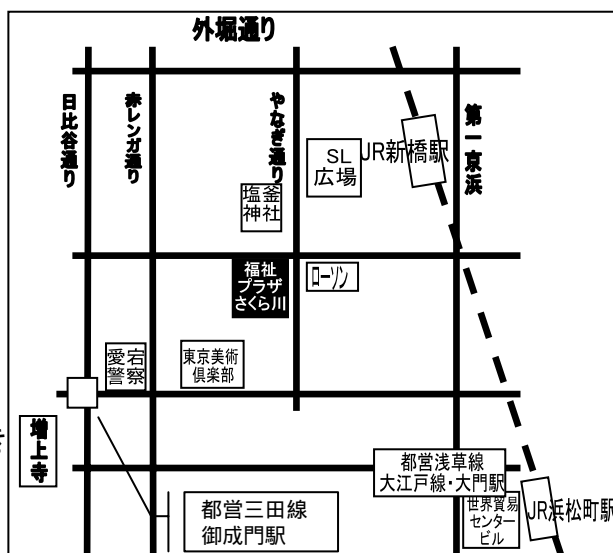 外堀通り
日比谷通り
赤レンガ通り
やなぎ通り
第一京浜
SL
広場
JR新橋駅
塩釜
神社
福祉
プラザ
さくら川
ローソン
愛宕
警察
東京美術
倶楽部
増上寺
都営浅草線
大江戸線・大門駅
都営三田線
御成門駅
世界貿易
センター
ビル
JR浜松町駅